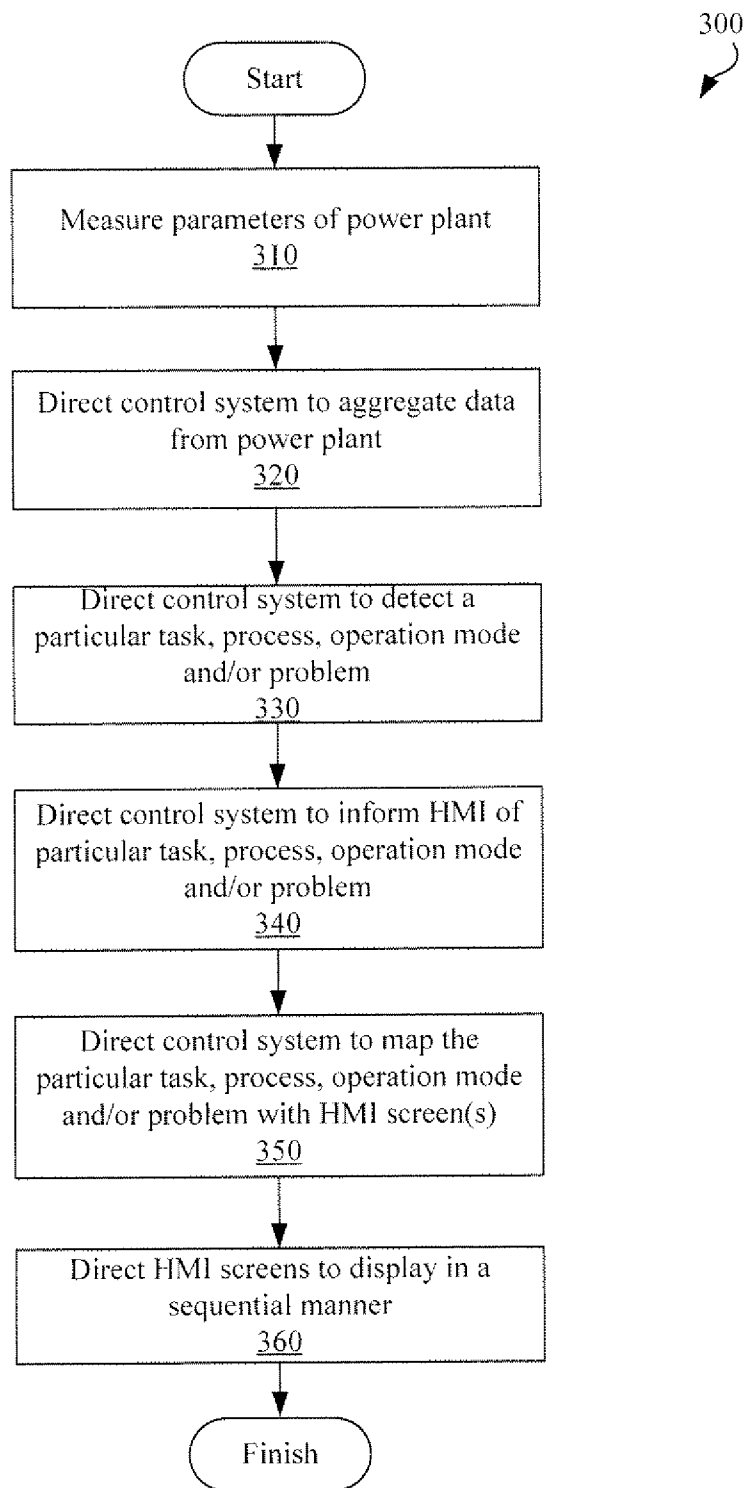 300
Start
Measure parameters of power plant
310
Direct control system to aggregate data
from power plant
320
Direct control system to detect a
particular task, process, operation mode
and/or problem
330
Direct control system to inform HMI of
particular task, process, operation mode
and/or problem
340
Direct control system to map the
particular task, process, operation mode
and/or problem with HMI screen(s)
350
Direct HMI screens to display in a
sequential manner
360
Finish